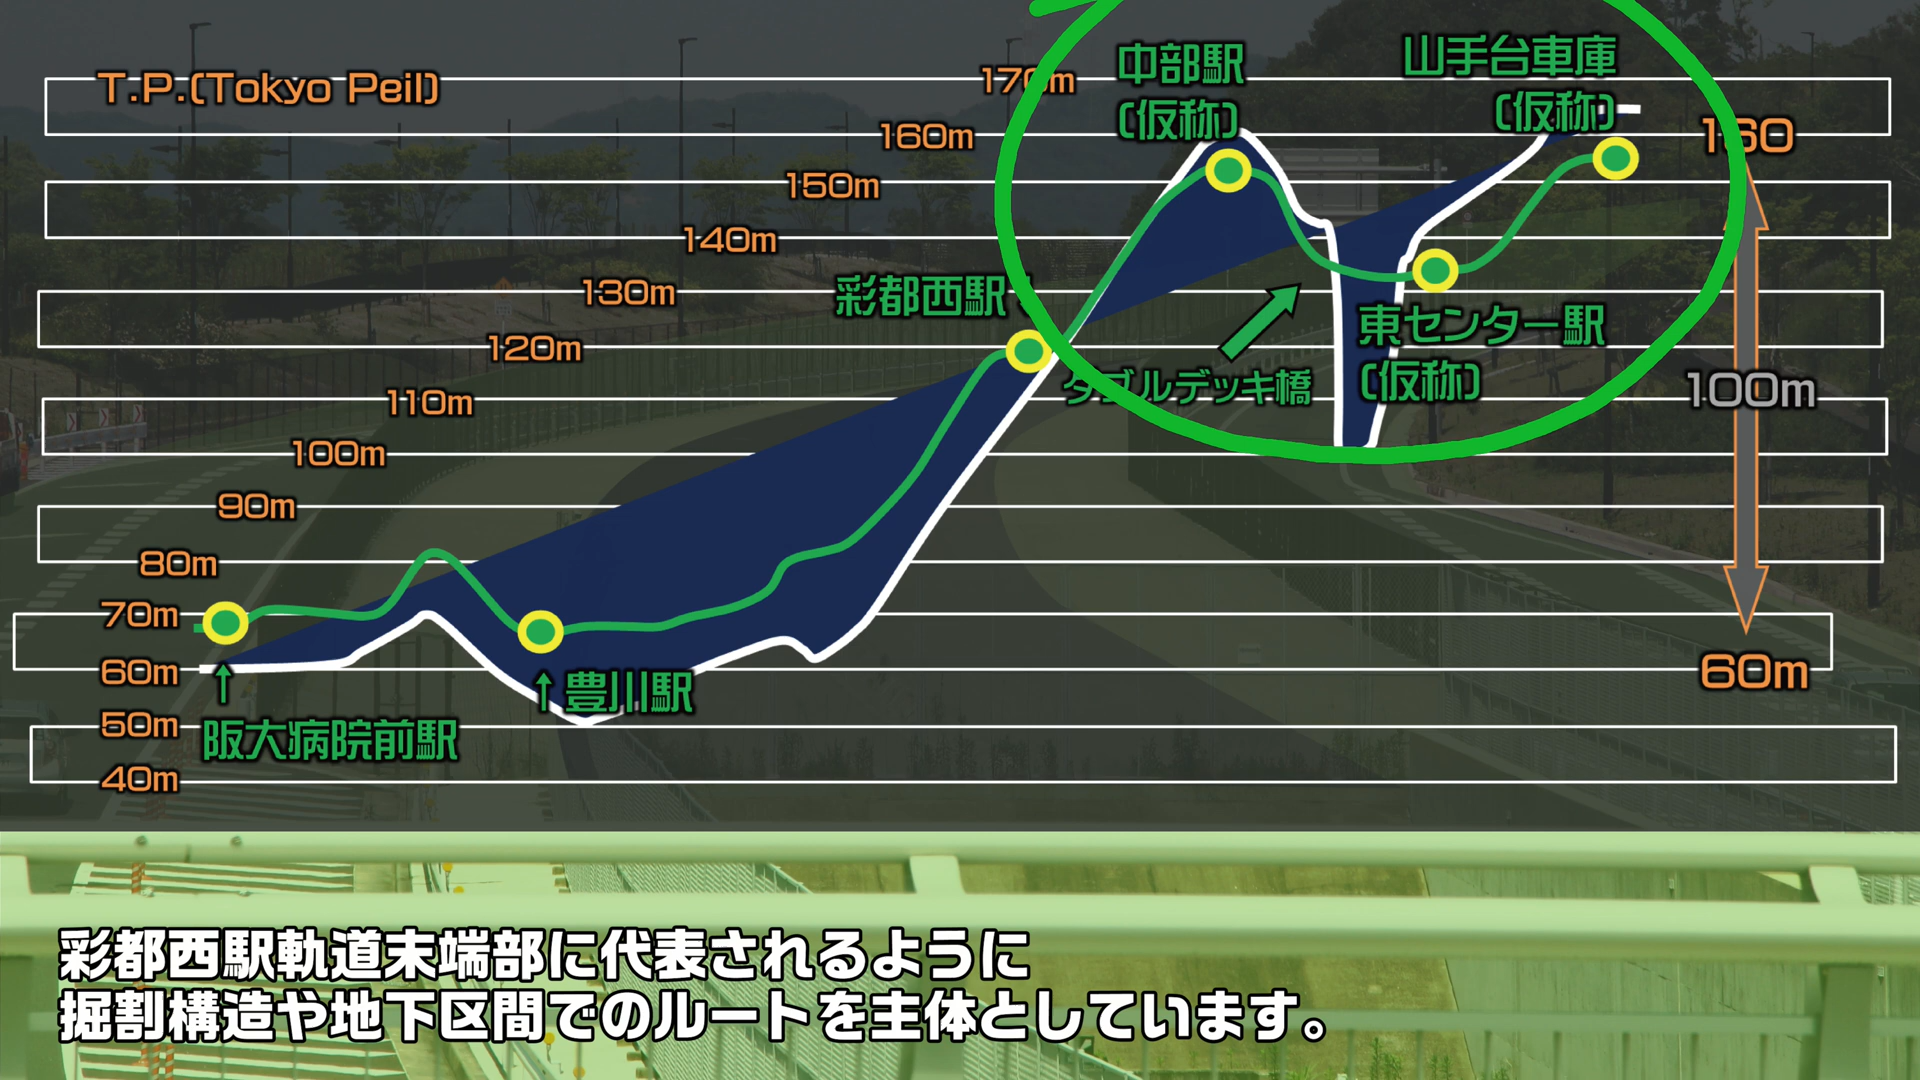 T.P.(Tokyo Peil)
170m
中部駅
(仮称)
山手台車庫
(仮称)
160m
160
150m
140m
130m
彩都西駅
120m
東センター駅
(仮称)
ダブルデッキ橋
100m
110m
100m
90m
80m
70m
60m
60m
豊川駅
50m
阪大病院前駅
40m
彩都西駅軌道末端部に代表されるように
掘割構造や地下区間でのルートを主体としています。